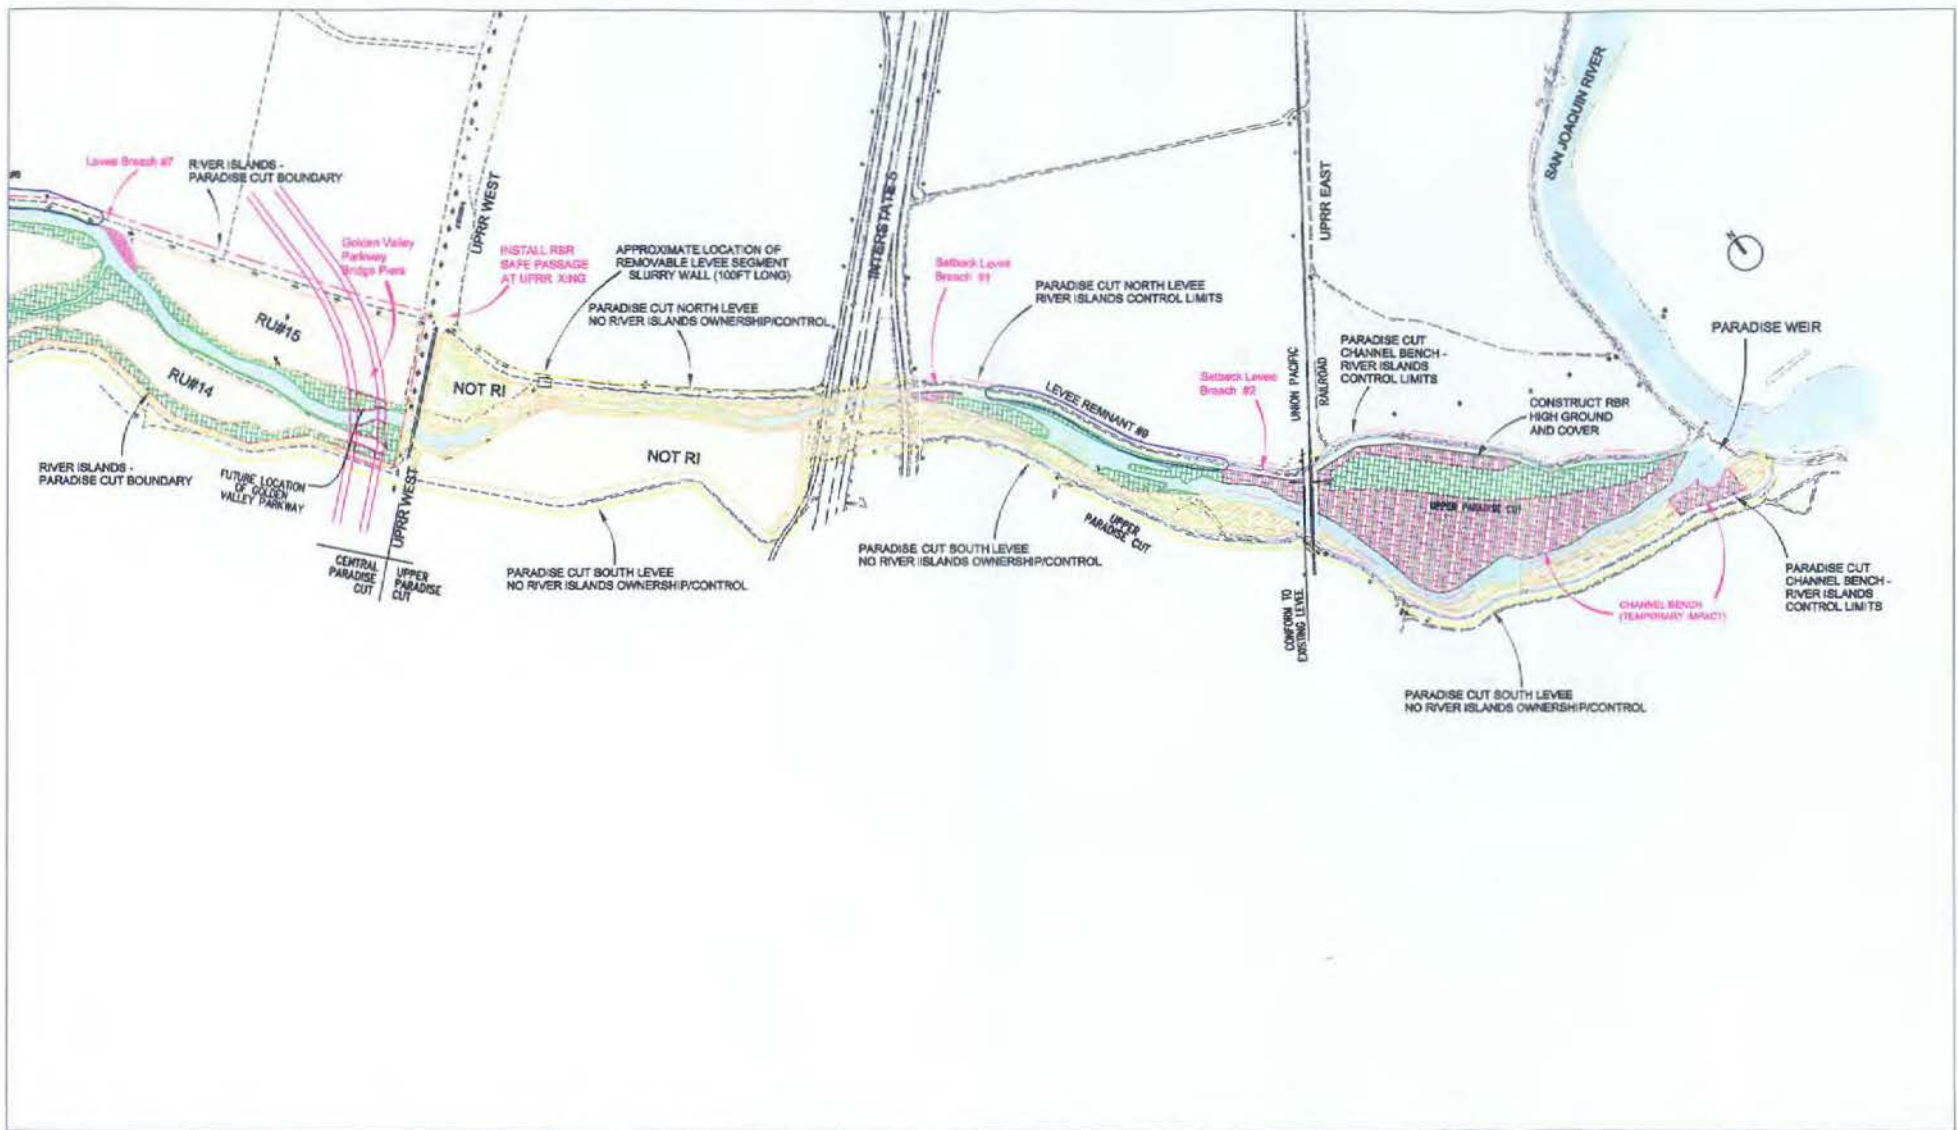 Levee Breach #7
RIVER ISLANDS -
PARADISE CUT BOUNDARY
Golden Valley
Parkway
Bridge Piers
UPRR WEST
INSTALL RBR
SAFE PASSAGE
AT UPRR XING
APPROXIMATE LOCATION OF
REMOVABLE LEVEE SEGMENT
SLURRY WALL (100FT LONG)
PARADISE CUT NORTH LEVEE
NO RIVER ISLANDS OWNERSHIP/CONTROL
INTERSTATE 5
Setback Levee
Breach #1
PARADISE CUT NORTH LEVEE
RIVER ISLANDS CONTROL LIMITS
UPRR EAST
SAN JOAQUIN RIVER
N
PARADISE WEIR
RU#15
RU#14
NOT RI
NOT RI
LEVEE REMNANT #9
Setback Levee
Breach #2
UNION PACIFIC
RAILROAD
PARADISE CUT
CHANNEL BENCH -
RIVER ISLANDS
CONTROL LIMITS
CONSTRUCT RBR
HIGH GROUND
AND COVER
UPPER PARADISE CUT
RIVER ISLANDS -
PARADISE CUT BOUNDARY
FUTURE LOCATION
OF GOLDEN
VALLEY PARKWAY
UPRR WEST
CENTRAL
PARADISE
CUT
UPPER
PARADISE
CUT
PARADISE CUT SOUTH LEVEE
NO RIVER ISLANDS OWNERSHIP/CONTROL
PARADISE CUT SOUTH LEVEE
NO RIVER ISLANDS OWNERSHIP/CONTROL
UPPER
PARADISE CUT
CONFORM TO
EXISTING LEVEE
CHANNEL BENCH
(TEMPORARY IMPACT)
PARADISE CUT
CHANNEL BENCH -
RIVER ISLANDS
CONTROL LIMITS
PARADISE CUT SOUTH LEVEE
NO RIVER ISLANDS OWNERSHIP/CONTROL